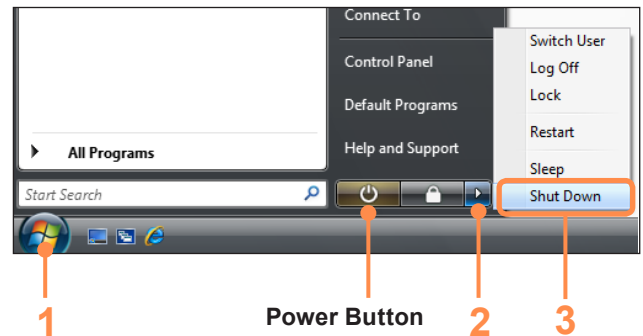 Connect To
Control Panel
Default Programs
Help and Support
All Programs
Start Search
Switch User
Log Off
Lock
Restart
Sleep
Shut Down
1
Power Button
2
3